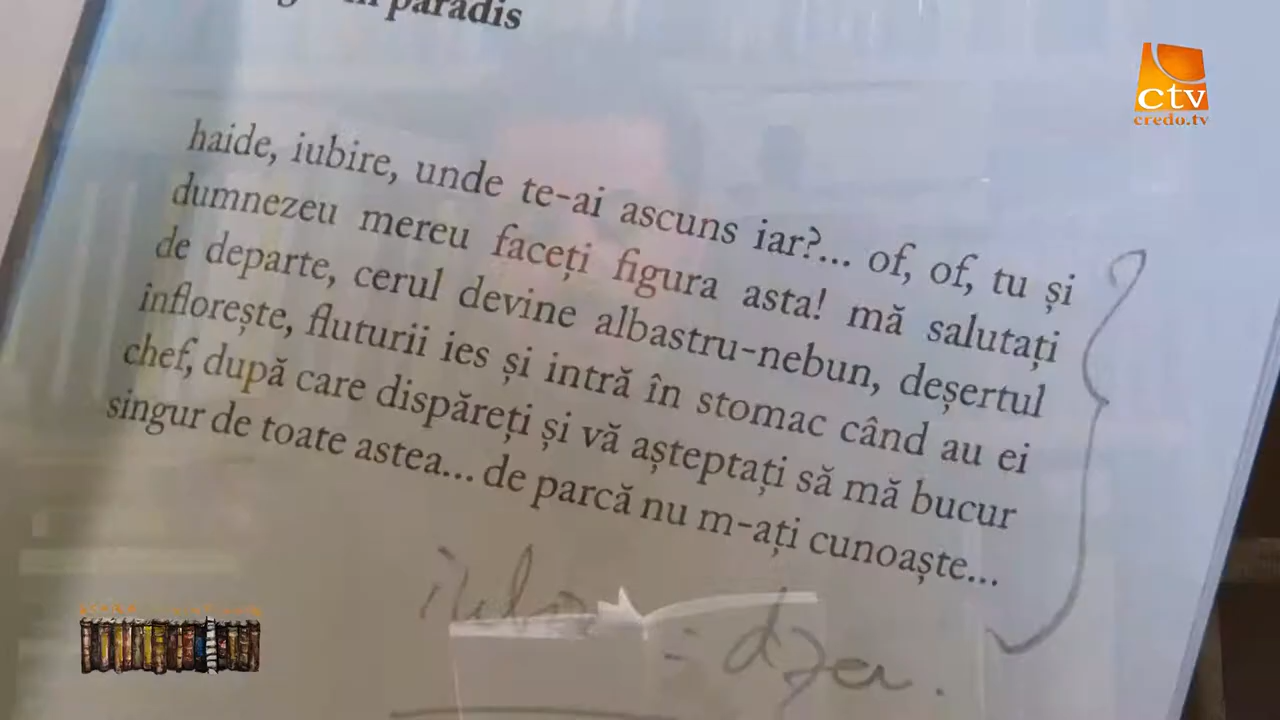 paradis
haide, iubire, unde te-ai ascuns iar?... of, of, tu și
dumnezeu mereu faceți figura asta! mă salutați
de departe, cerul devine albastru-nebun, deșertul
inflorește, fluturii ies și intră în stomac când au ei
chef, după care dispăreți și vă așteptați să mă bucur
singur de toate astea... de parcă nu m-ați cunoaște...
ctv
credo.tv